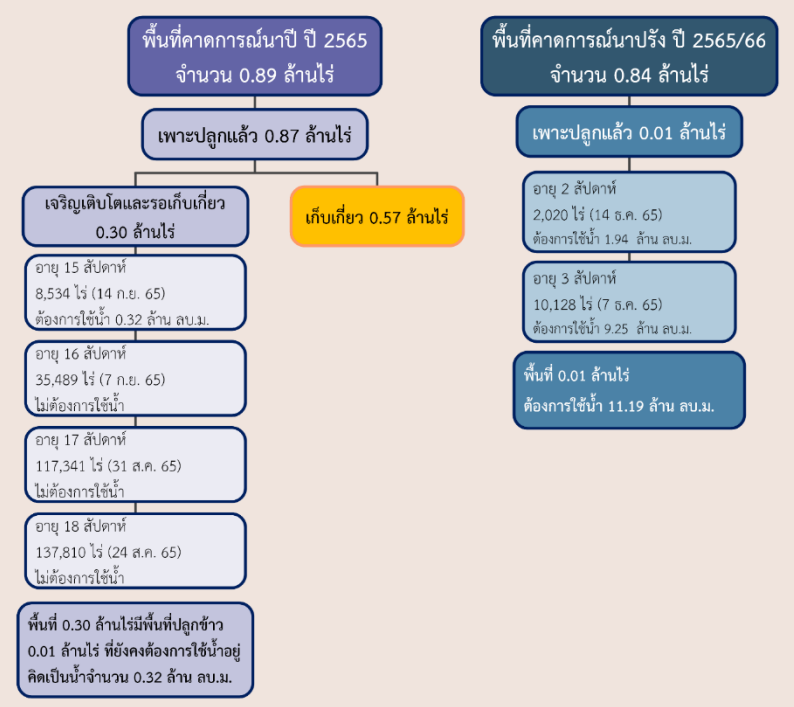 พื้นที่คาดการณ์นาปี ปี 2565
จำนวน 0.89 ล้านไร่
เพาะปลูกแล้ว 0.87 ล้านไร่
เจริญเติบโตและรอเก็บเกี่ยว
0.30 ล้านไร่
เก็บเกี่ยว 0.57 ล้านไร่
อายุ 15 สัปดาห์
8,534 ไร่ (14 ก.ย. 65)
ต้องการใช้น้ำ 0.32 ล้าน ลบ.ม.
อายุ 16 สัปดาห์
35,489 ไร่ (7 ก.ย. 65)
ไม่ต้องการใช้น้ำ
อายุ 17 สัปดาห์
117,341 ไร่ (31 ส.ค. 65)
ไม่ต้องการใช้น้ำ
อายุ 18 สัปดาห์
137,810 ไร่ (24 ส.ค. 65)
ไม่ต้องการใช้น้ำ
พื้นที่ 0.30 ล้านไร่มีพื้นที่ปลูกข้าว
0.01 ล้านไร่ ที่ยังคงต้องการใช้น้ำอยู่
คิดเป็นน้ำจำนวน 0.32 ล้าน ลบ.ม.
พื้นที่คาดการณ์นาปรัง ปี 2565/66
จำนวน 0.84 ล้านไร่
เพาะปลูกแล้ว 0.01 ล้านไร่
อายุ 2 สัปดาห์
2,020 ไร่ (14 ธ.ค. 65)
ต้องการใช้น้ำ 1.94 ล้าน ลบ.ม.
อายุ 3 สัปดาห์
10,128 ไร่ (7 ธ.ค. 65)
ต้องการใช้น้ำ 9.25 ล้าน ลบ.ม.
พื้นที่ 0.01 ล้านไร่
ต้องการใช้น้ำ 11.19 ล้าน ลบ.ม.